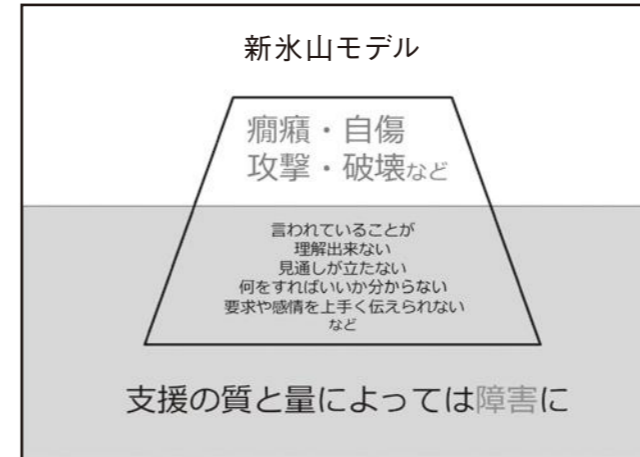 新氷山モデル
癇癪・自傷
攻撃・破壊など
言われていることが
理解出来ない
見通しが立たない
何をすればいいか分からない
要求や感情を上手く伝えられない
など
支援の質と量によっては障害に